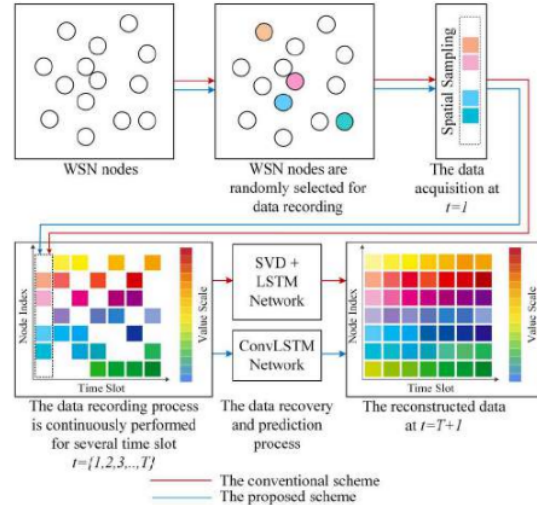 WSN nodes
WSN nodes are
randomly selected for
data recording
Spatial Sampling
The data
acquisition at
t=1
Node Index
Time Slot
Value Scale
SVD +
LSTM
Network
ConvLSTM
Network
Node Index
Time Slot
Value Scale
The data recording process
is continuously performed
for several time slot
t={1,2,3,..,T}
The data recovery
and prediction
process
The reconstructed data
at t=T+1
The conventional scheme
The proposed scheme